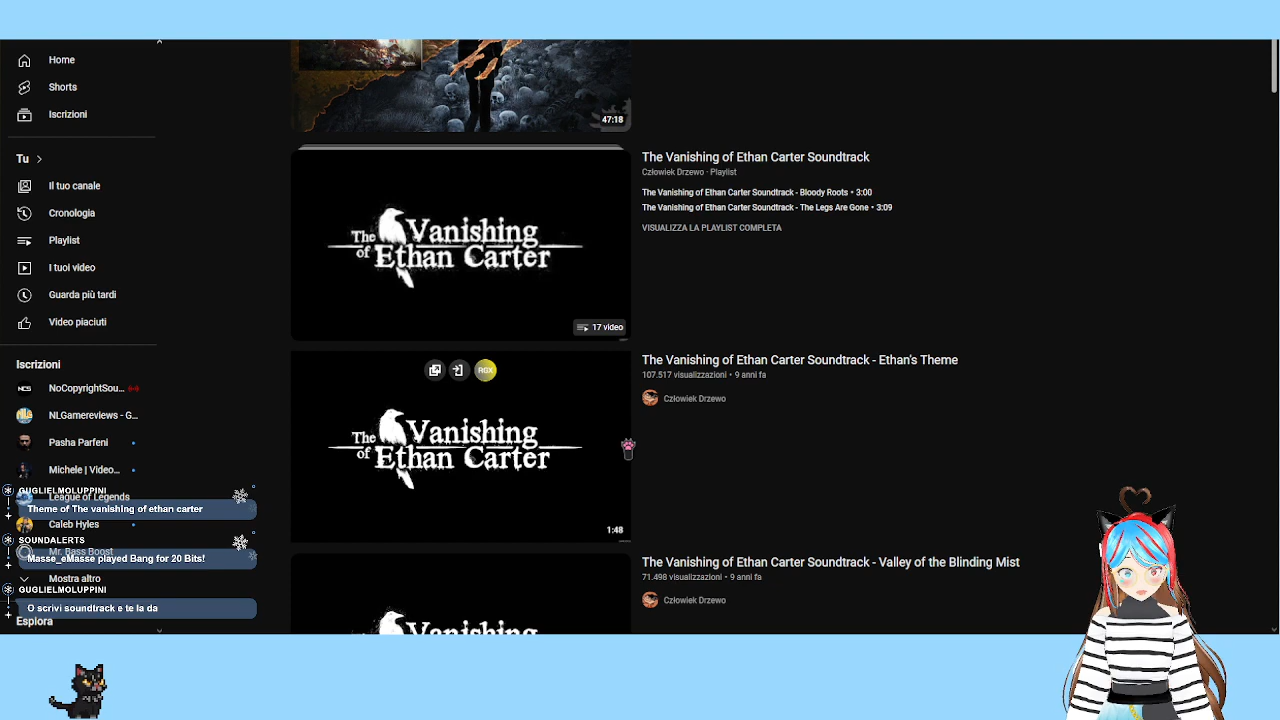 Home
Shorts
Iscrizioni
Tu
Il tuo canale
Cronologia
Playlist
I tuoi video
Guarda più tardi
Video piaciuti
Iscrizioni
NoCopyrightSou...
NLGamereviews - G...
Pasha Parfeni
Michele | Video...
GUGLIELMOLUPPINI
League of Legends
Theme of The vanishing of ethan carter
Caleb Hyles
SOUNDALERTS
Mr. Bass Boost
Masse_eMasse played Bang for 20 Bits!
Mostra altro
GUGLIELMOLUPPINI
O scrivi soundtrack e te la da
Esplora
47:18
The Vanishing of Ethan Carter
17 video
The Vanishing of Ethan Carter Soundtrack
Człowiek Drzewo · Playlist
The Vanishing of Ethan Carter Soundtrack - Bloody Roots • 3:00
The Vanishing of Ethan Carter Soundtrack - The Legs Are Gone • 3:09
VISUALIZZA LA PLAYLIST COMPLETA
RGX
The Vanishing of Ethan Carter
1:48
The Vanishing of Ethan Carter Soundtrack - Ethan's Theme
107.517 visualizzazioni • 9 anni fa
Człowiek Drzewo
Vanishing
The Vanishing of Ethan Carter Soundtrack - Valley of the Blinding Mist
71.498 visualizzazioni • 9 anni fa
Człowiek Drzewo